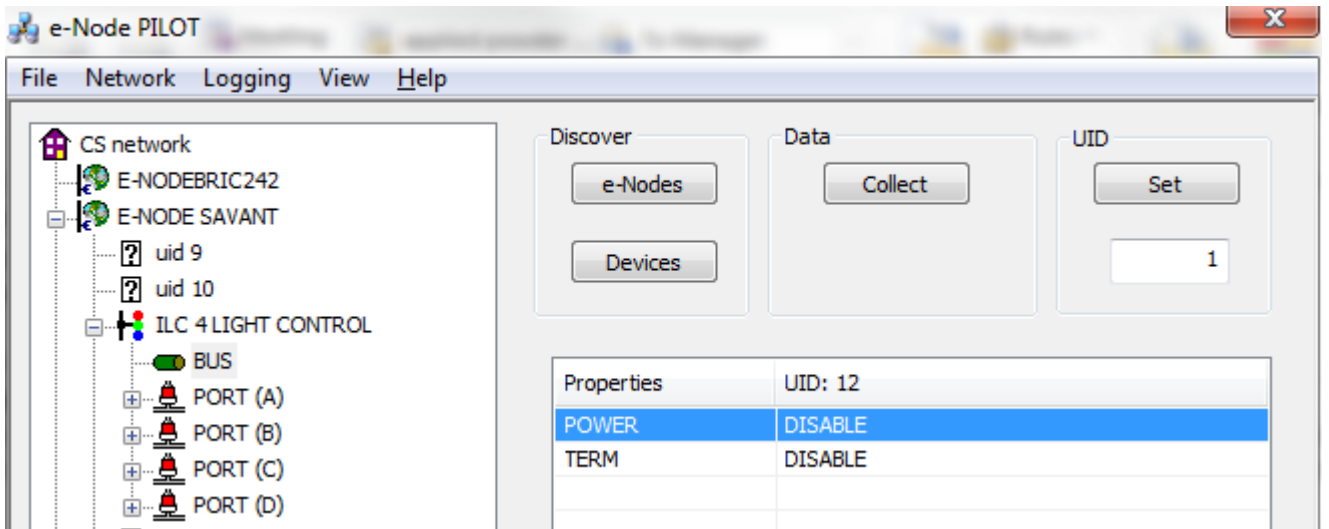 e-Node PILOT
File Network Logging View Help
CS network
E-NODEBRIC242
E-NODE SAVANT
? uid 9
? uid 10
ILC 4 LIGHT CONTROL
BUS
PORT (A)
PORT (B)
PORT (C)
PORT (D)
Discover
e-Nodes
Devices
Data
Collect
UID
Set
1
Properties UID: 12
POWER DISABLE
TERM DISABLE